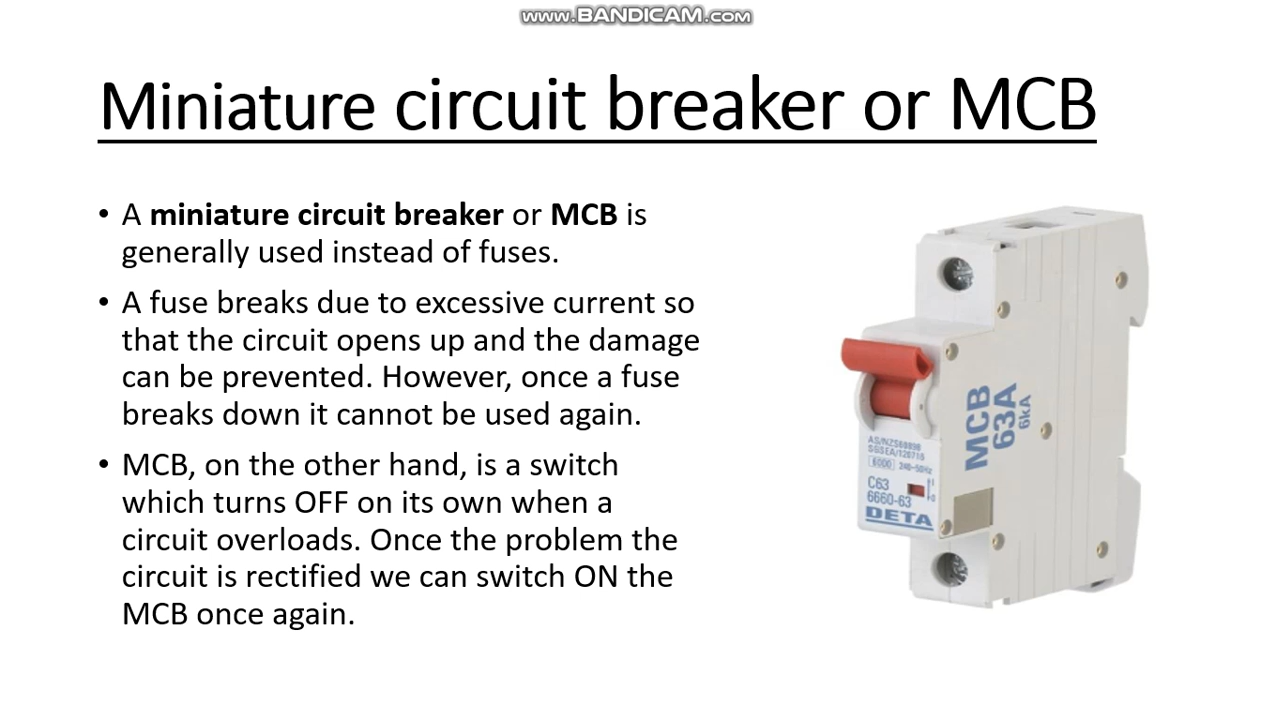 www.BANDICAM.com
Miniature circuit breaker or MCB
• A miniature circuit breaker or MCB is
generally used instead of fuses.
• A fuse breaks due to excessive current so
that the circuit opens up and the damage
can be prevented. However, once a fuse
breaks down it cannot be used again.
• MCB, on the other hand, is a switch
which turns OFF on its own when a
circuit overloads. Once the problem the
circuit is rectified we can switch ON the
MCB once again.
MCB
63A
6kA
6000 240~50Hz
C63
6660-63
DETA